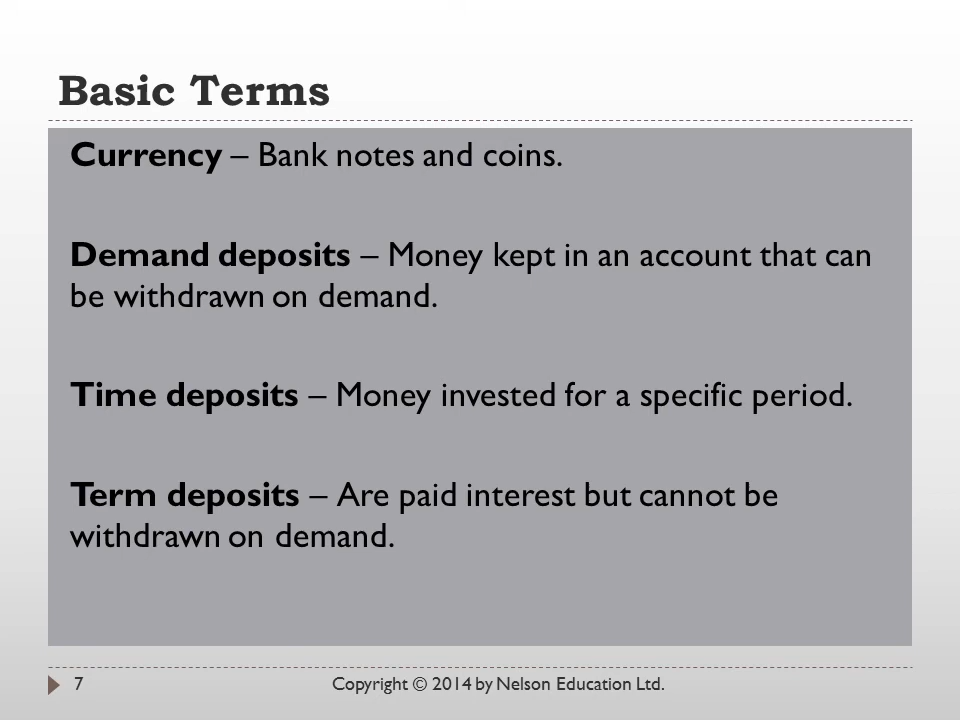 Basic Terms
Currency – Bank notes and coins.
Demand deposits – Money kept in an account that can
be withdrawn on demand.
Time deposits – Money invested for a specific period.
Term deposits – Are paid interest but cannot be
withdrawn on demand.
7
Copyright © 2014 by Nelson Education Ltd.